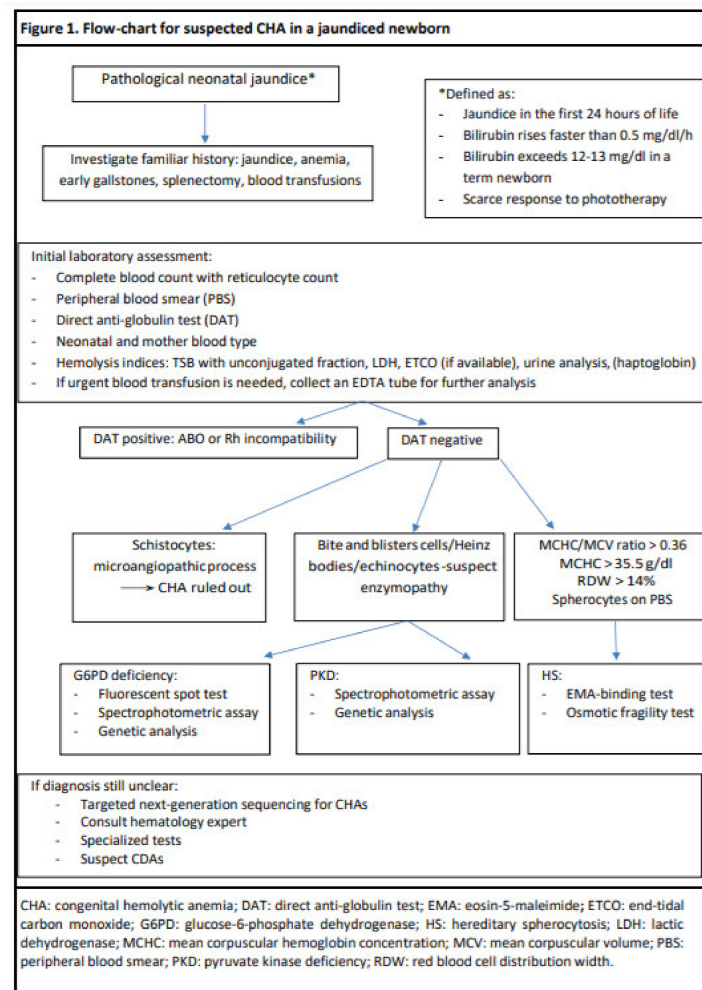 Figure 1. Flow-chart for suspected CHA in a jaundiced newborn
Pathological neonatal jaundice*
*Defined as:
- Jaundice in the first 24 hours of life
- Bilirubin rises faster than 0.5 mg/dl/h
- Bilirubin exceeds 12-13 mg/dl in a
term newborn
- Scarce response to phototherapy
Investigate familiar history: jaundice, anemia,
early gallstones, splenectomy, blood transfusions
Initial laboratory assessment:
- Complete blood count with reticulocyte count
- Peripheral blood smear (PBS)
- Direct anti-globulin test (DAT)
- Neonatal and mother blood type
- Hemolysis indices: TSB with unconjugated fraction, LDH, ETCO (if available), urine analysis, (haptoglobin)
- If urgent blood transfusion is needed, collect an EDTA tube for further analysis
DAT positive: ABO or Rh incompatibility
DAT negative
Schistocytes:
microangiopathic process
→ CHA ruled out
Bite and blisters cells/Heinz
bodies/echinocytes-suspect
enzymopathy
MCHC/MCV ratio > 0.36
MCHC > 35.5 g/dl
RDW > 14%
Spherocytes on PBS
G6PD deficiency:
- Fluorescent spot test
- Spectrophotometric assay
- Genetic analysis
PKD:
- Spectrophotometric assay
- Genetic analysis
HS:
- EMA-binding test
- Osmotic fragility test
If diagnosis still unclear:
- Targeted next-generation sequencing for CHAs
- Consult hematology expert
- Specialized tests
- Suspect CDAs
CHA: congenital hemolytic anemia; DAT: direct anti-globulin test; EMA: eosin-5-maleimide; ETCO: end-tidal
carbon monoxide; G6PD: glucose-6-phosphate dehydrogenase; HS: hereditary spherocytosis; LDH: lactic
dehydrogenase; MCHC: mean corpuscular hemoglobin concentration; MCV: mean corpuscular volume; PBS:
peripheral blood smear; PKD: pyruvate kinase deficiency; RDW: red blood cell distribution width.